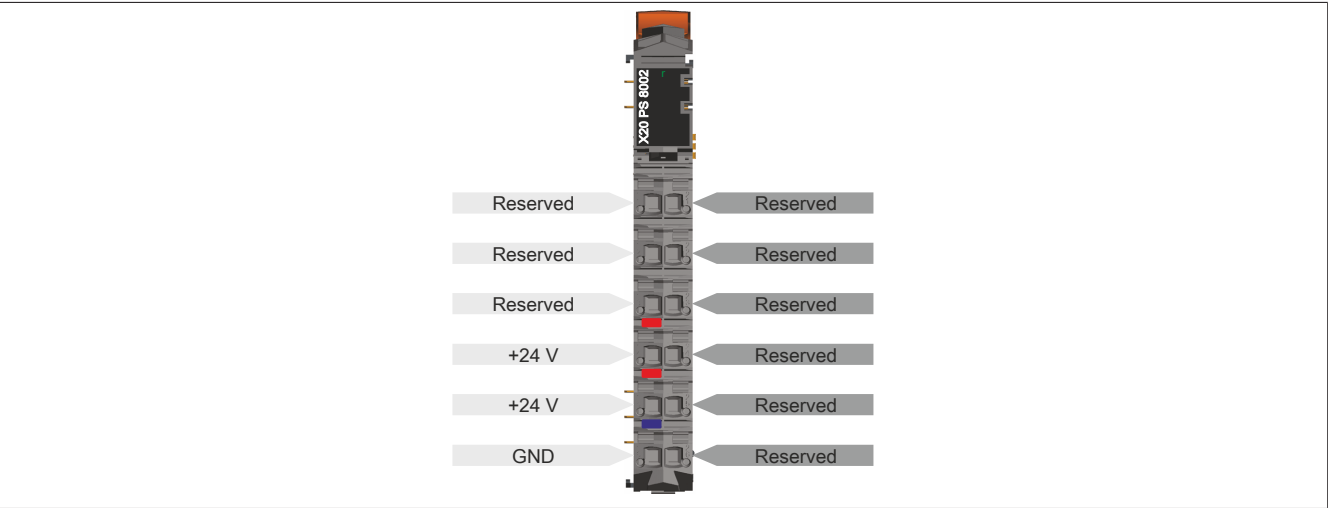 X20 PS 8002
r
Reserved Reserved
Reserved Reserved
Reserved Reserved
+24 V Reserved
+24 V Reserved
GND Reserved